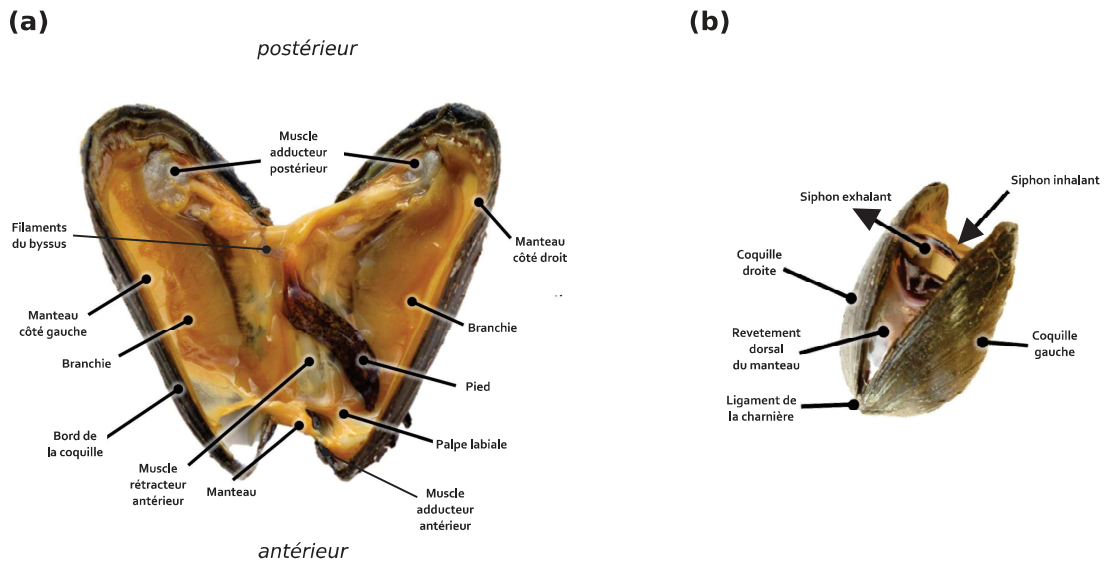 (a)
postérieur
Muscle
adducteur
postérieur
Filaments
du byssus
Manteau
côté droit
Manteau
côté gauche
Branchie
Branchie
Pied
Bord de
la coquille
Palpe labiale
Muscle
rétracteur
antérieur
Manteau
Muscle
adducteur
antérieur
antérieur
(b)
Siphon inhalant
Siphon exhalant
Coquille
droite
Revetement
dorsal
du manteau
Coquille
gauche
Ligament de
la charnière